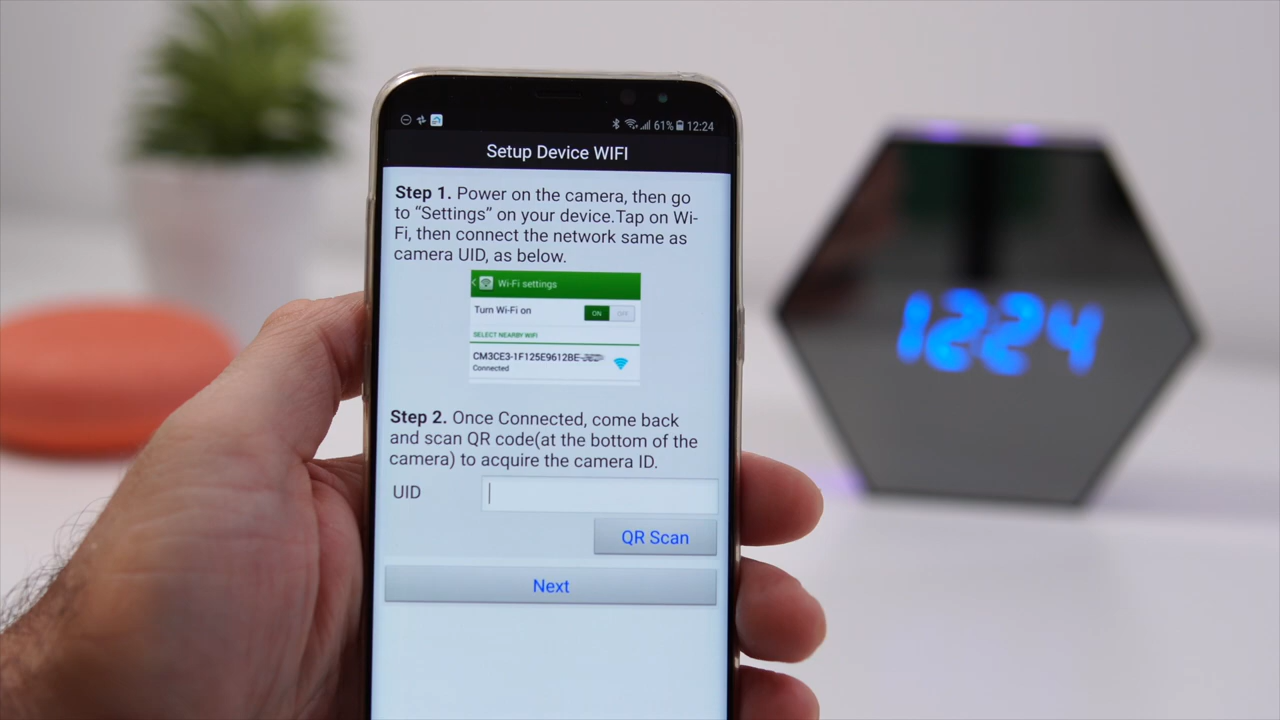 61% 12:24
Setup Device WIFI
Step 1. Power on the camera, then go
to “Settings” on your device.Tap on Wi-
Fi, then connect the network same as
camera UID, as below.
Wi-Fi settings
Turn Wi-Fi on ON OFF
SELECT NEARBY WIFI
CM3CE3-1F125E9612BE-
Connected
Step 2. Once Connected, come back
and scan QR code(at the bottom of the
camera) to acquire the camera ID.
UID
QR Scan
Next
1224